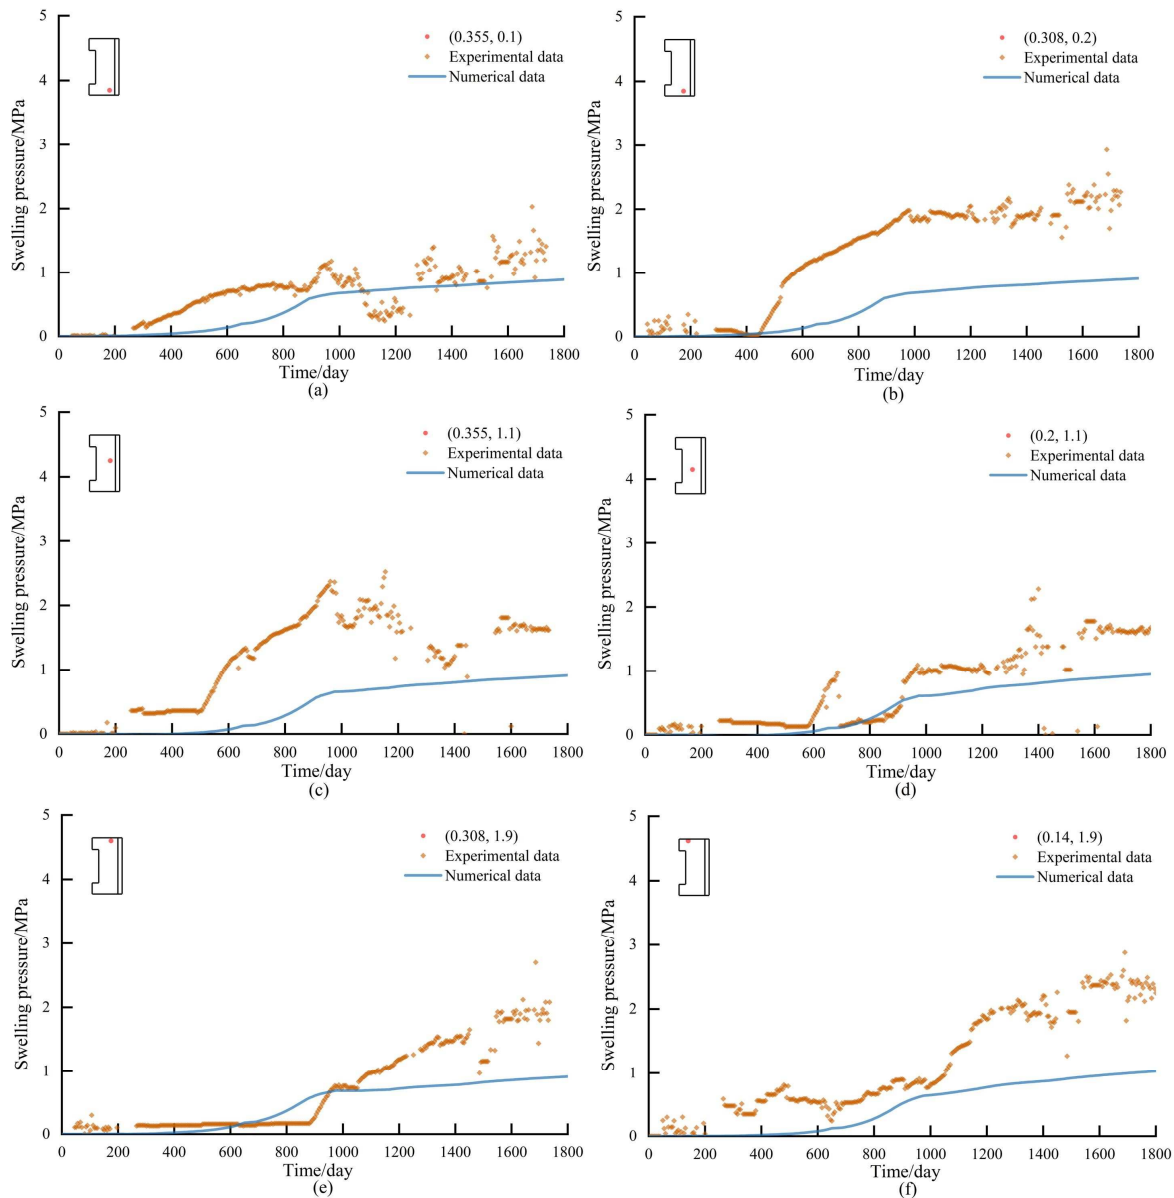 5
4
3
2
1
0
Swelling pressure/MPa
(0.355, 0.1)
Experimental data
Numerical data
0 200 400 600 800 1000 1200 1400 1600 1800
Time/day
(a)
5
4
3
2
1
0
Swelling pressure/MPa
(0.308, 0.2)
Experimental data
Numerical data
0 200 400 600 800 1000 1200 1400 1600 1800
Time/day
(b)
5
4
3
2
1
0
Swelling pressure/MPa
(0.355, 1.1)
Experimental data
Numerical data
0 200 400 600 800 1000 1200 1400 1600 1800
Time/day
(c)
5
4
3
2
1
0
Swelling pressure/MPa
(0.2, 1.1)
Experimental data
Numerical data
0 200 400 600 800 1000 1200 1400 1600 1800
Time/day
(d)
5
4
3
2
1
0
Swelling pressure/MPa
(0.308, 1.9)
Experimental data
Numerical data
0 200 400 600 800 1000 1200 1400 1600 1800
Time/day
(e)
5
4
3
2
1
0
Swelling pressure/MPa
(0.14, 1.9)
Experimental data
Numerical data
0 200 400 600 800 1000 1200 1400 1600 1800
Time/day
(f)